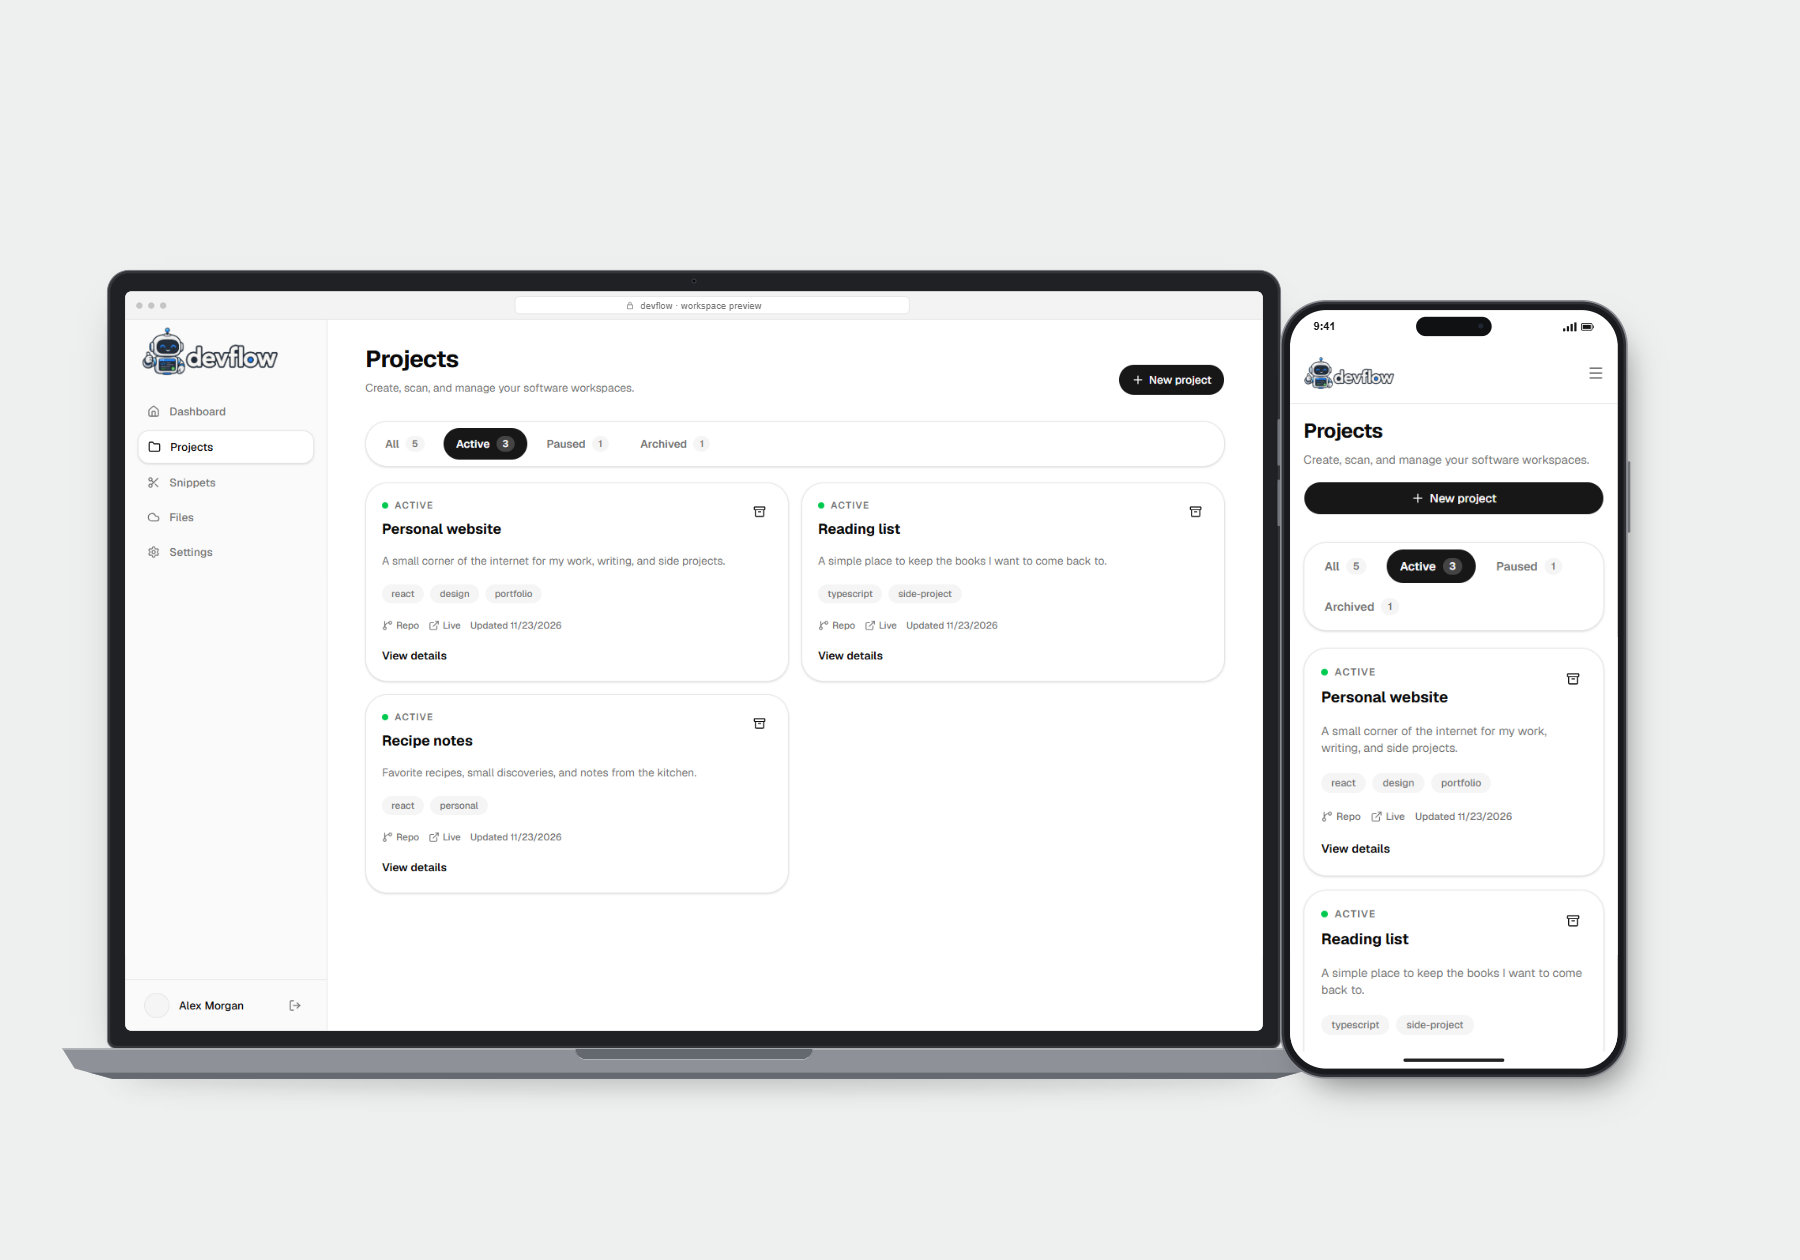 devflow · workspace preview
devflow
Dashboard
Projects
Snippets
Files
Settings
Alex Morgan
Projects
Create, scan, and manage your software workspaces.
New project
All 5 Active 3 Paused 1 Archived 1
ACTIVE
Personal website
A small corner of the internet for my work, writing, and side projects.
react design portfolio
Repo Live Updated 11/23/2026
View details
ACTIVE
Reading list
A simple place to keep the books I want to come back to.
typescript side-project
Repo Live Updated 11/23/2026
View details
ACTIVE
Recipe notes
Favorite recipes, small discoveries, and notes from the kitchen.
react personal
Repo Live Updated 11/23/2026
View details
9:41
devflow
Projects
Create, scan, and manage your software workspaces.
New project
All 5 Active 3 Paused 1
Archived 1
ACTIVE
Personal website
A small corner of the internet for my work,
writing, and side projects.
react design portfolio
Repo Live Updated 11/23/2026
View details
ACTIVE
Reading list
A simple place to keep the books I want to come
back to.
typescript side-project